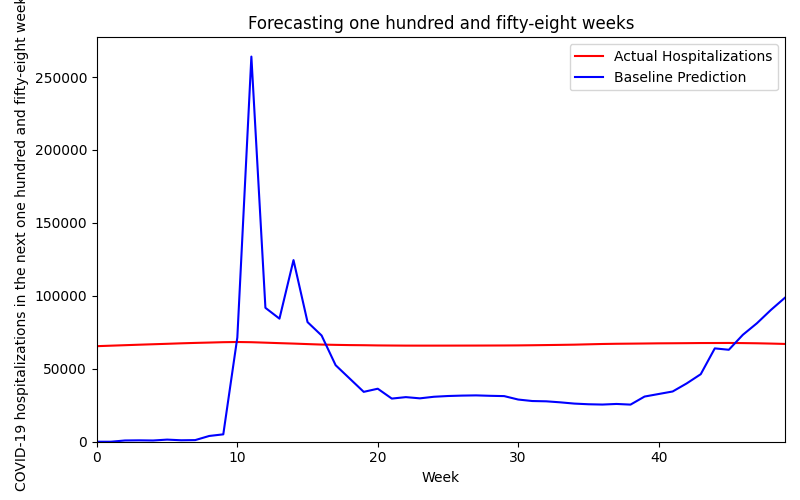 Forecasting one hundred and fifty-eight weeks
Actual Hospitalizations
Baseline Prediction
COVID-19 hospitalizations in the next one hundred and fifty-eight week
250000
200000
150000
100000
50000
0
0 10 20 30 40
Week